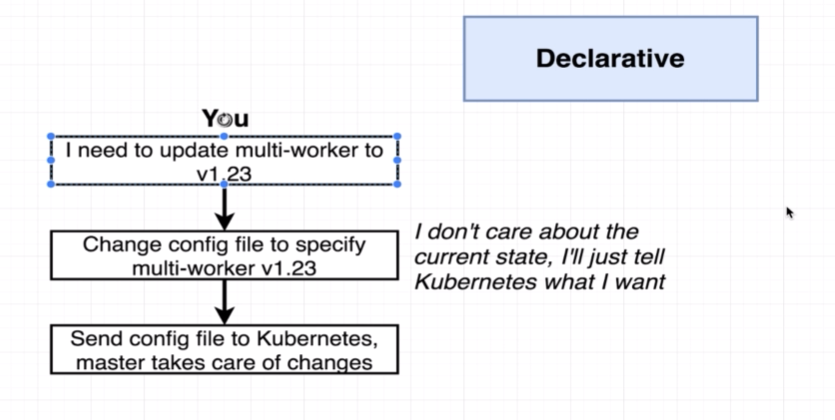 Declarative
You
I need to update multi-worker to
v1.23
Change config file to specify
multi-worker v1.23
I don't care about the
current state, I'll just tell
Kubernetes what I want
Send config file to Kubernetes,
master takes care of changes